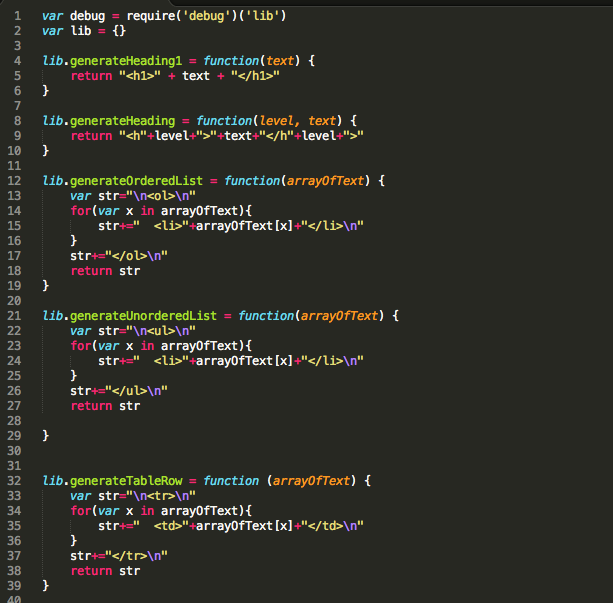 1 var debug = require('debug')('lib')
2 var lib = {}
3
4 lib.generateHeading1 = function(text) {
5     return "<h1>" + text + "</h1>"
6 }
7
8 lib.generateHeading = function(level, text) {
9     return "<h"+level+">"+text+"</h"+level+">"
10 }
11
12 lib.generateOrderedList = function(arrayOfText) {
13     var str="\n<ol>\n"
14     for(var x in arrayOfText){
15         str+="  <li>"+arrayOfText[x]+"</li>\n"
16     }
17     str+="</ol>\n"
18     return str
19 }
20
21 lib.generateUnorderedList = function(arrayOfText) {
22     var str="\n<ul>\n"
23     for(var x in arrayOfText){
24         str+="  <li>"+arrayOfText[x]+"</li>\n"
25     }
26     str+="</ul>\n"
27     return str
28
29 }
30
31
32 lib.generateTableRow = function (arrayOfText) {
33     var str="\n<tr>\n"
34     for(var x in arrayOfText){
35         str+="  <td>"+arrayOfText[x]+"</td>\n"
36     }
37     str+="</tr>\n"
38     return str
39 }
40